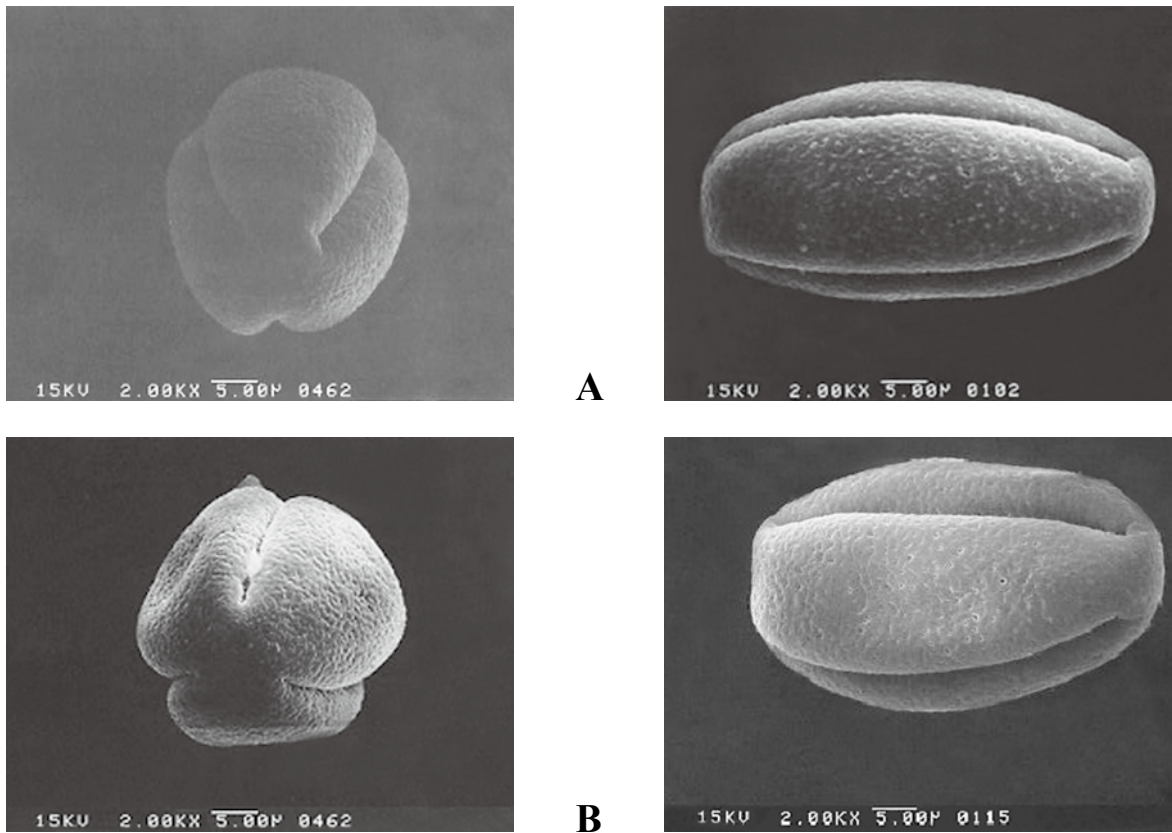 15KV 2.00KX 5.00µ 0462
A
15KV 2.00KX 5.00µ 0102
15KV 2.00KX 5.00µ 0462
B
15KV 2.00KX 5.00µ 0115